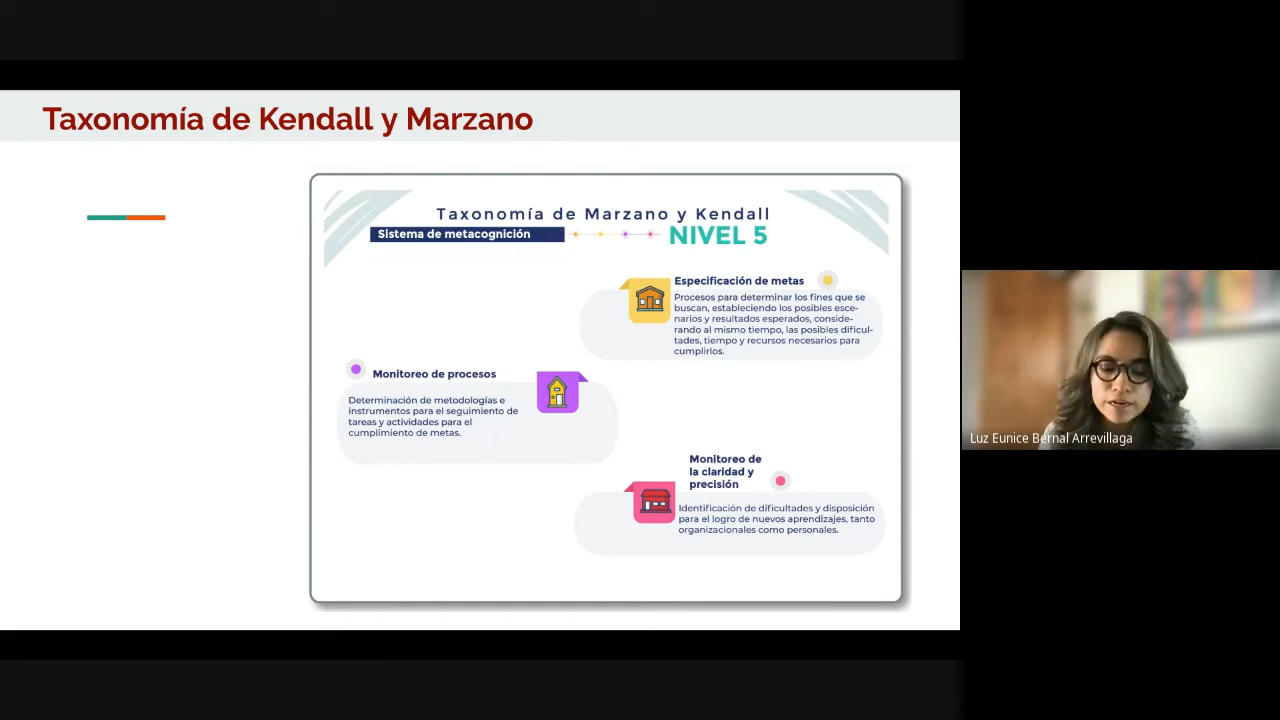 Taxonomía de Kendall y Marzano
Taxonomía de Marzano y Kendall
Sistema de metacognición
NIVEL 5
Especificación de metas
Procesos para determinar los fines que se
buscan, estableciendo los posibles esce-
narios y resultados esperados, conside-
rando al mismo tiempo, las posibles dificul-
tades, tiempo y recursos necesarios para
cumplirlos.
Monitoreo de procesos
Determinación de metodologías e
instrumentos para el seguimiento de
tareas y actividades para el
cumplimiento de metas.
Monitoreo de
la claridad y
precisión
Identificación de dificultades y disposición
para el logro de nuevos aprendizajes, tanto
organizacionales como personales.
Luz Eunice Bernal Arrevillaga